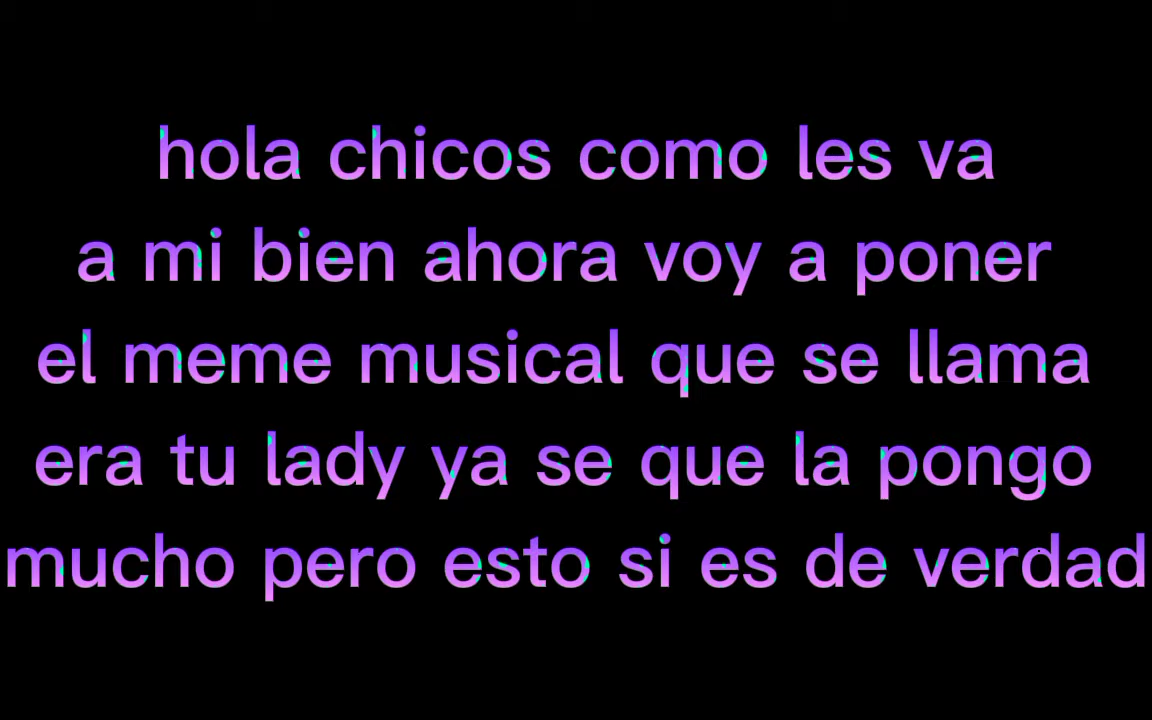 hola chicos como les va
a mi bien ahora voy a poner
el meme musical que se llama
era tu lady ya se que la pongo
mucho pero esto si es de verdad